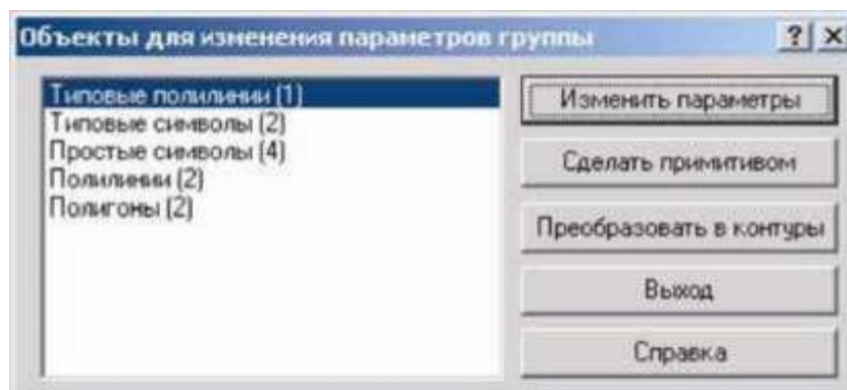 Объекты для изменения параметров группы
Типовые полилинии (1)
Типовые символы (2)
Простые символы (4)
Полилинии (2)
Полигоны (2)
Изменить параметры
Сделать примитивом
Преобразовать в контуры
Выход
Справка